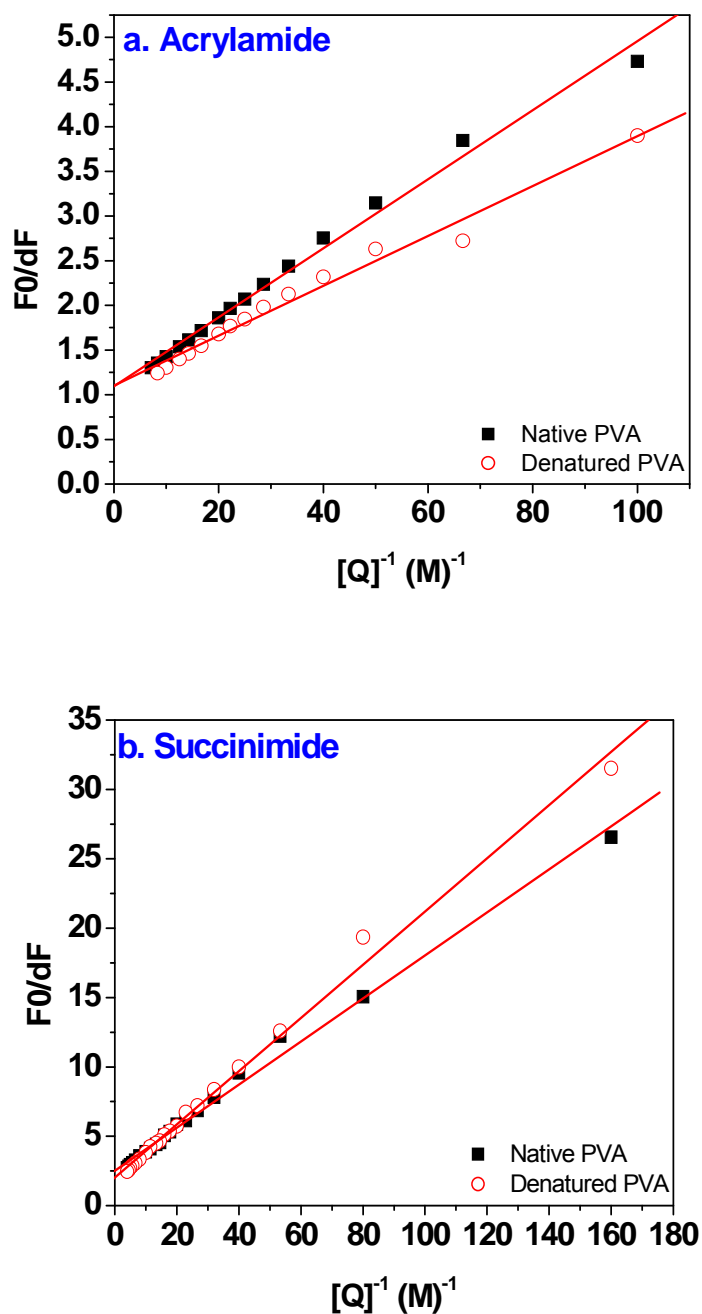 a. Acrylamide
5.0
4.5
4.0
3.5
3.0
2.5
2.0
1.5
1.0
0.5
0.0
F0/dF
Native PVA
Denatured PVA
0 20 40 60 80 100
[Q]⁻¹ (M)⁻¹
b. Succinimide
35
30
25
20
15
10
5
0
F0/dF
Native PVA
Denatured PVA
0 20 40 60 80 100 120 140 160 180
[Q]⁻¹ (M)⁻¹